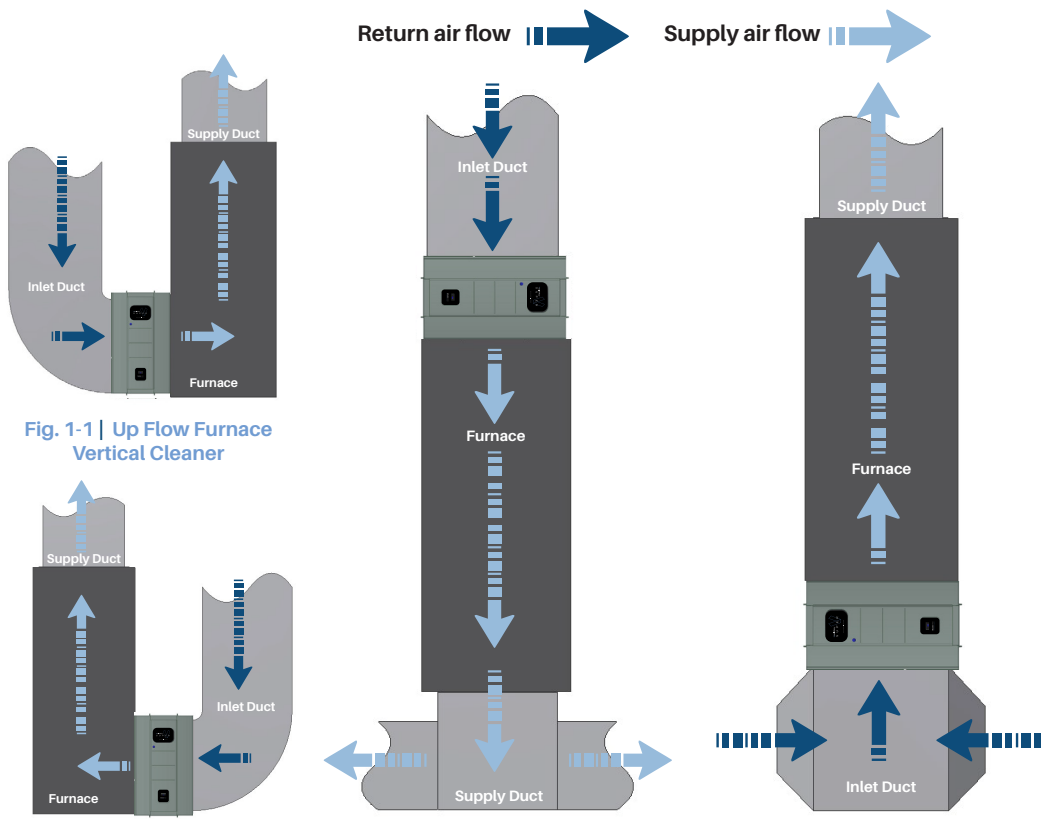 Return air flow
Supply air flow
Supply Duct
Inlet Duct
Furnace
Fig. 1-1 | Up Flow Furnace
Vertical Cleaner
Supply Duct
Inlet Duct
Furnace
Inlet Duct
Furnace
Supply Duct
Supply Duct
Furnace
Inlet Duct